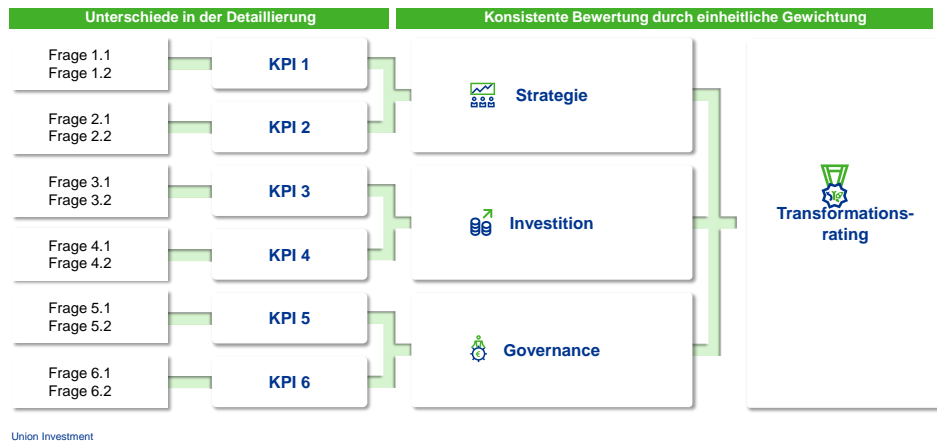 Unterschiede in der Detaillierung
Konsistente Bewertung durch einheitliche Gewichtung
Frage 1.1
Frage 1.2
KPI 1
Frage 2.1
Frage 2.2
KPI 2
Strategie
Frage 3.1
Frage 3.2
KPI 3
Frage 4.1
Frage 4.2
KPI 4
Investition
Frage 5.1
Frage 5.2
KPI 5
Frage 6.1
Frage 6.2
KPI 6
€
Governance
Transformations-
rating
Union Investment